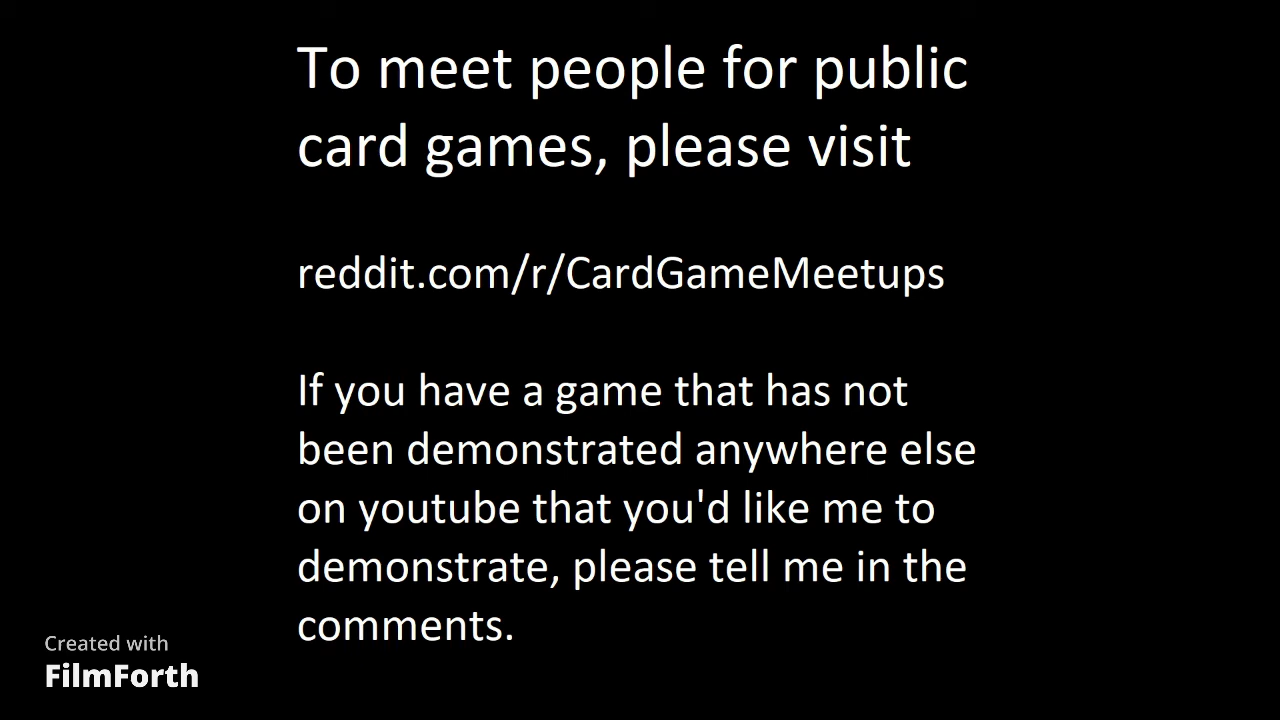 To meet people for public
card games, please visit
reddit.com/r/CardGameMeetups
If you have a game that has not
been demonstrated anywhere else
on youtube that you'd like me to
demonstrate, please tell me in the
comments.
Created with
FilmForth